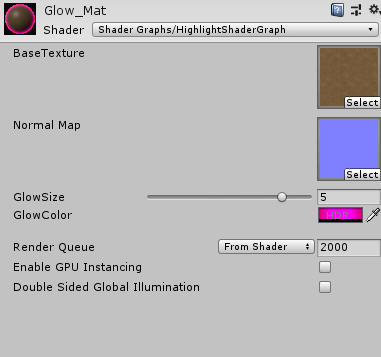 Glow_Mat
Shader Shader Graphs/HighlightShaderGraph
BaseTexture
Select
Normal Map
Select
GlowSize 5
GlowColor HDR
Render Queue From Shader 2000
Enable GPU Instancing
Double Sided Global Illumination